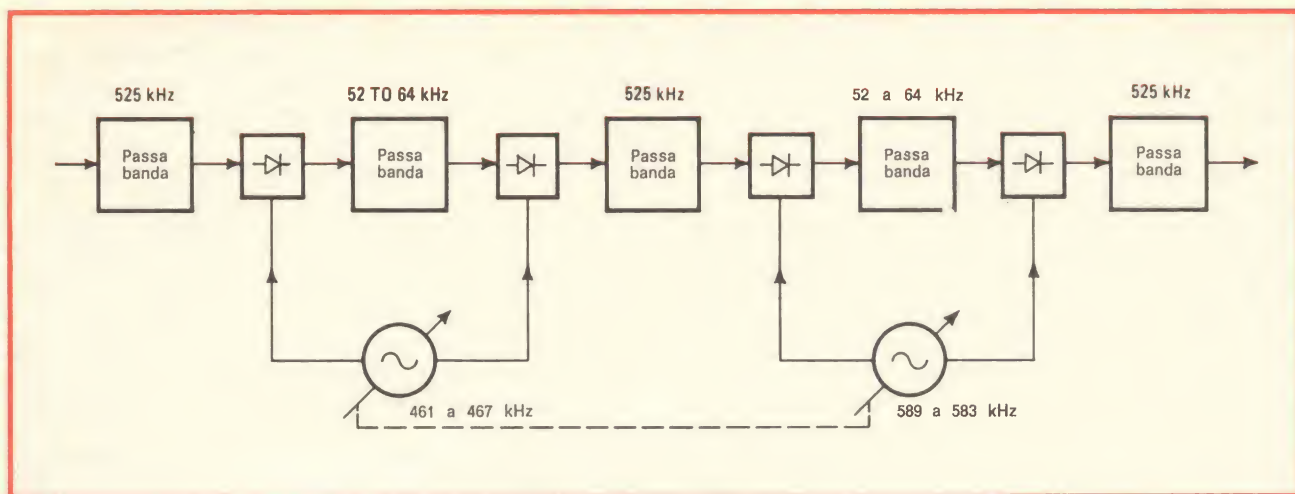 525 kHz
52 TO 64 kHz
525 kHz
52 a 64 kHz
525 kHz
Passa
banda
Passa
banda
Passa
banda
Passa
banda
Passa
banda
461 a 467 kHz
589 a 583 kHz